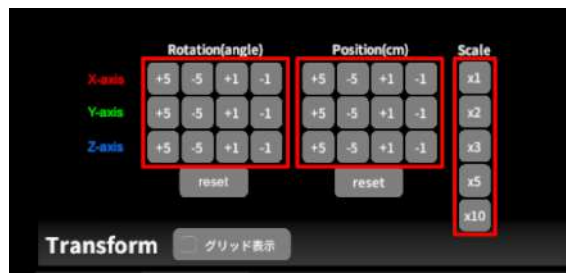 Rotation(angle) Position(cm) Scale
X-axis +5 -5 +1 -1 +5 -5 +1 -1 x1
Y-axis +5 -5 +1 -1 +5 -5 +1 -1 x2
Z-axis +5 -5 +1 -1 +5 -5 +1 -1 x3
reset reset x5
x10
Transform グリッド表示